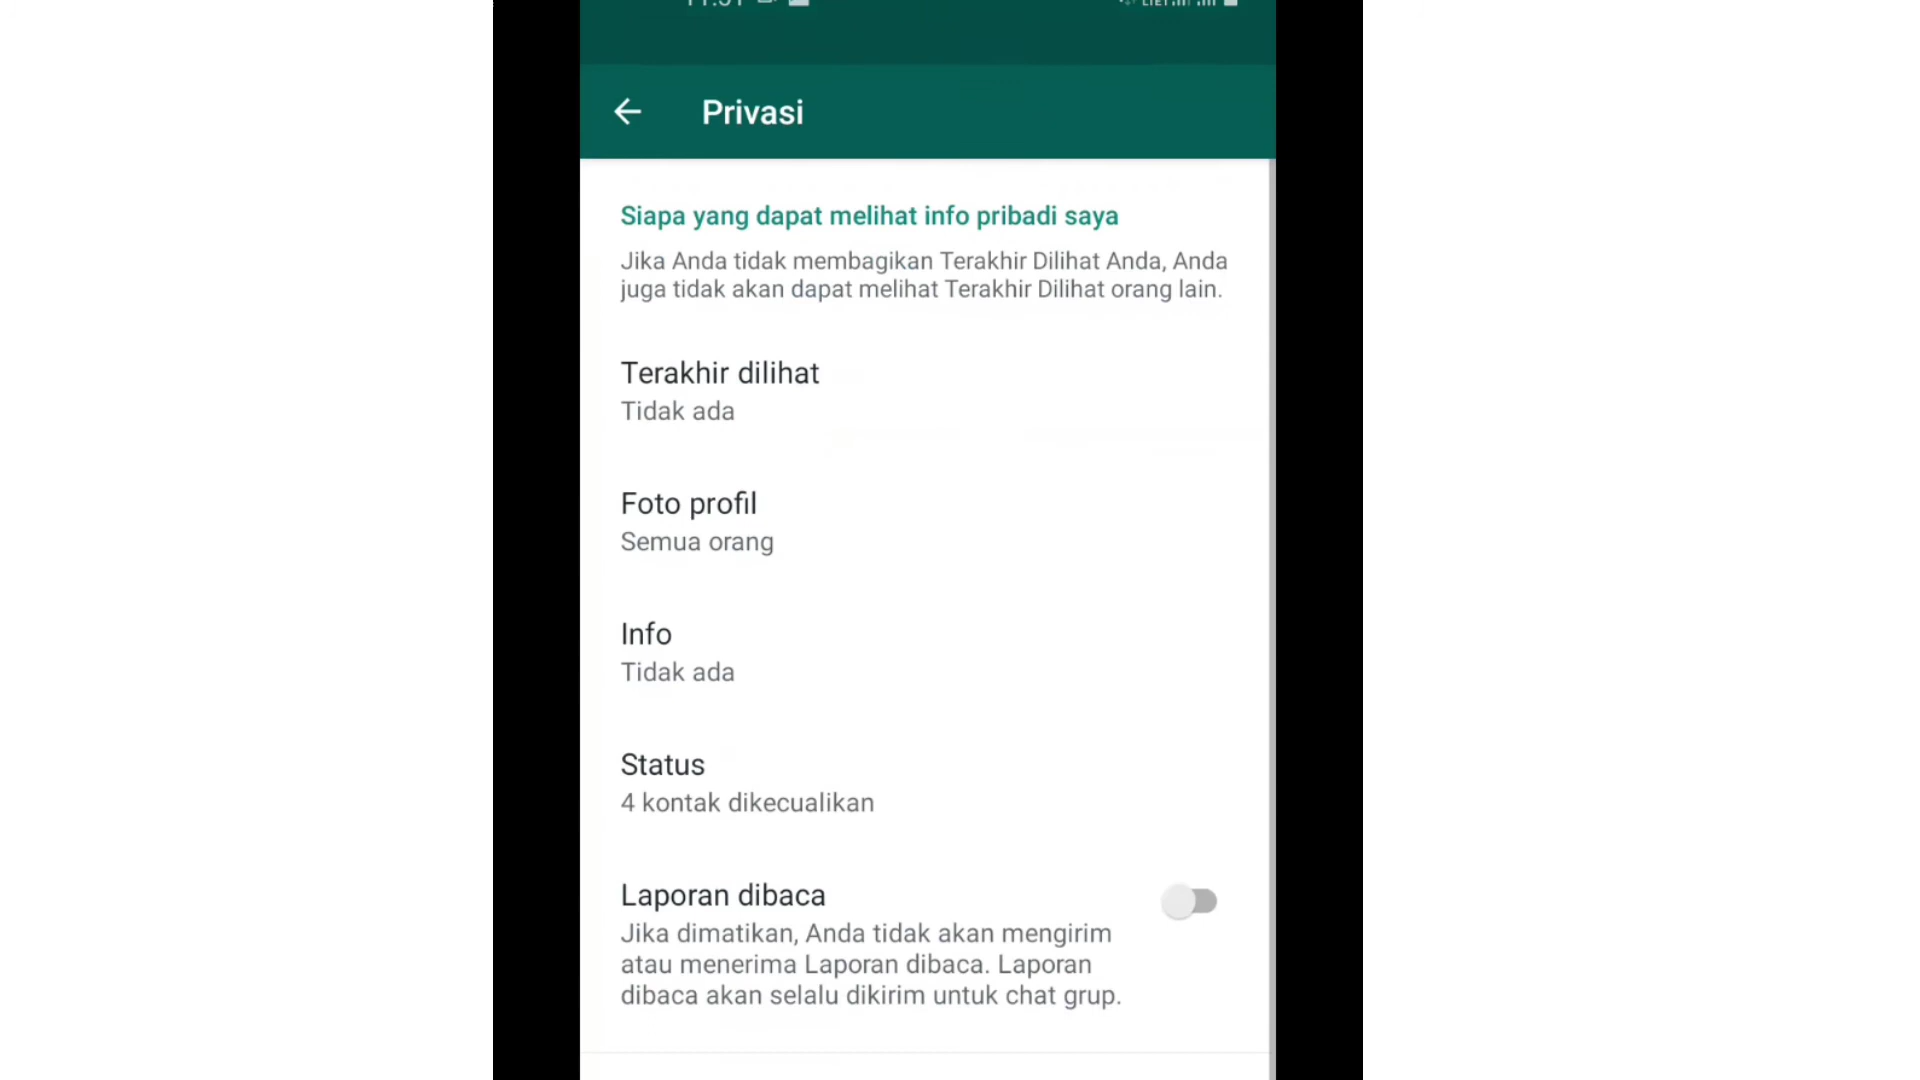 Privasi
Siapa yang dapat melihat info pribadi saya
Jika Anda tidak membagikan Terakhir Dilihat Anda, Anda
juga tidak akan dapat melihat Terakhir Dilihat orang lain.
Terakhir dilihat
Tidak ada
Foto profil
Semua orang
Info
Tidak ada
Status
4 kontak dikecualikan
Laporan dibaca
Jika dimatikan, Anda tidak akan mengirim
atau menerima Laporan dibaca. Laporan
dibaca akan selalu dikirim untuk chat grup.